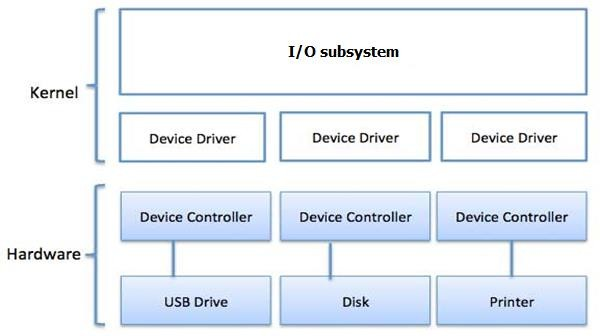 I/O subsystem
Kernel
Device Driver Device Driver Device Driver
Device Controller Device Controller Device Controller
Hardware
USB Drive Disk Printer